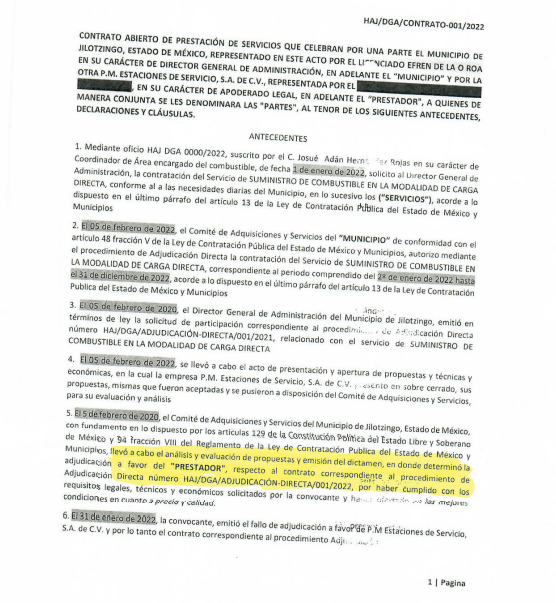 HAJ/DGA/CONTRATO-001/2022
CONTRATO ABIERTO DE PRESTACIÓN DE SERVICIOS QUE CELEBRAN POR UNA PARTE EL MUNICIPIO DE
JILOTZINGO, ESTADO DE MÉXICO, REPRESENTADO EN ESTE ACTO POR EL EFREN DE LA O ROA
EN SU CARÁCTER DE DIRECTOR GENERAL DE ADMINISTRACIÓN, EN ADELANTE EL "MUNICIPIO" Y POR LA
OTRA P.M. ESTACIONES DE SERVICIO, S.A. DE C.V., REPRESENTADA POR EL
, EN SU CARÁCTER DE APODERADO LEGAL, EN ADELANTE EL "PRESTADOR", A QUIENES DE
MANERA CONJUNTA SE LES DENOMINARA LAS "PARTES", AL TENOR DE LOS SIGUIENTES ANTECEDENTES,
DECLARACIONES Y CLÁUSULAS.
ANTECEDENTES
1. Mediante oficio HAJ DGA 0000/2022, suscrito por el C. Josué Adán Rojas en su carácter de
Coordinador de Área encargado del combustible, de fecha 1 de enero de 2022, solicito al Director General de
Administración, la contratación del Servicio de SUMINISTRO DE COMBUSTIBLE EN LA MODALIDAD DE CARGA
DIRECTA, conforme al a las necesidades diarias del Municipio, en lo sucesivo los ("SERVICIOS"), acorde a lo
dispuesto en el último párrafo del artículo 13 de la Ley de Contratación Pública del Estado de México y
Municipios
2. El 05 de febrero de 2022, el Comité de Adquisiciones y Servicios del "MUNICIPIO" de conformidad con el
artículo 48 fracción V de la Ley de Contratación Pública del Estado de México y Municipios, autorizo mediante
el procedimiento de Adjudicación Directa la contratación del Servicio de SUMINISTRO DE COMBUSTIBLE EN
LA MODALIDAD DE CARGA DIRECTA, correspondiente al periodo comprendido del de enero de 2022 hasta
el 31 de diciembre de 2022, acorde a lo dispuesto en el último párrafo del artículo 13 de la Ley de Contratación
Publica del Estado de México y Municipios
3. El 05 de febrero de 2020, el Director General de Administración del Municipio de Jilotzingo, emitió en
términos de ley la solicitud de participación correspondiente al Directa
número HAJ/DGA/ADJUDICACIÓN-DIRECTA/001/2021, relacionado con el servicio de SUMINISTRO DE
COMBUSTIBLE EN LA MODALIDAD DE CARGA DIRECTA
4. El 05 de febrero de 2022, se llevó a cabo el acto de presentación y apertura de propuestas y técnicas y
económicas, en la cual la empresa P.M. Estaciones de Servicio, S.A. de C.V. en sobre cerrado, sus
propuestas, mismas que fueron aceptadas y se pusieron a disposición del Comité de Adquisiciones y Servicios,
para su evaluación y análisis
5. El 5 de febrero de 2020, el Comité de Adquisiciones y Servicios del Municipio de Jilotzingo, Estado de México,
con fundamento en lo dispuesto por los artículos 129 de la Constitución Política del Estado Libre y Soberano
de México y 94 fracción VIII del Reglamento de la Ley de Contratación Publica del Estado de México y
Municipios, llevó a cabo el análisis y evaluación de propuestas y emisión del dictamen, en donde determinó la
adjudicación a favor del "PRESTADOR", respecto al contrato correspondiente al procedimiento de
Adjudicación Directa número HAJ/DGA/ADJUDICACIÓN-DIRECTA/001/2022, por haber cumplido con los
requisitos legales, técnicos y económicos solicitados por la convocante y las mejores
condiciones en cuanto a precio y calidad.
6. El 31 de enero de 2022, la convocante, emitió el fallo de adjudicación a favor de P.M Estaciones de Servicio,
S.A. de C.V. y por lo tanto el contrato correspondiente al procedimiento
1 | Pagina